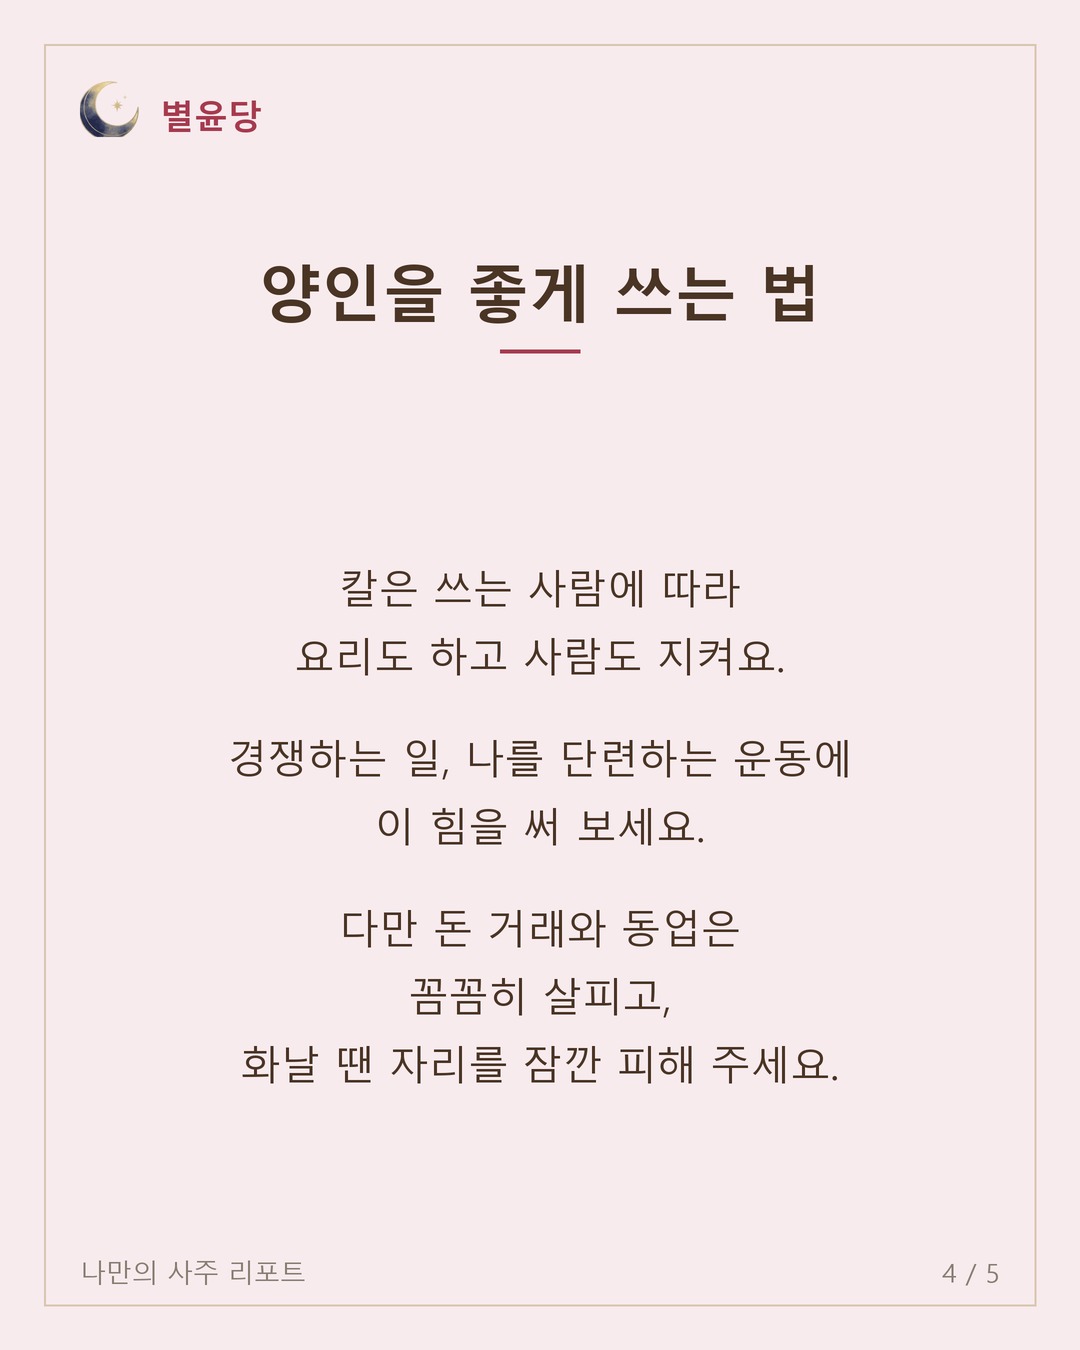 별윤당
양인을 좋게 쓰는 법
칼은 쓰는 사람에 따라
요리도 하고 사람도 지켜요.
경쟁하는 일, 나를 단련하는 운동에
이 힘을 써 보세요.
다만 돈 거래와 동업은
꼼꼼히 살피고,
화날 땐 자리를 잠깐 피해 주세요.
나만의 사주 리포트
4 / 5